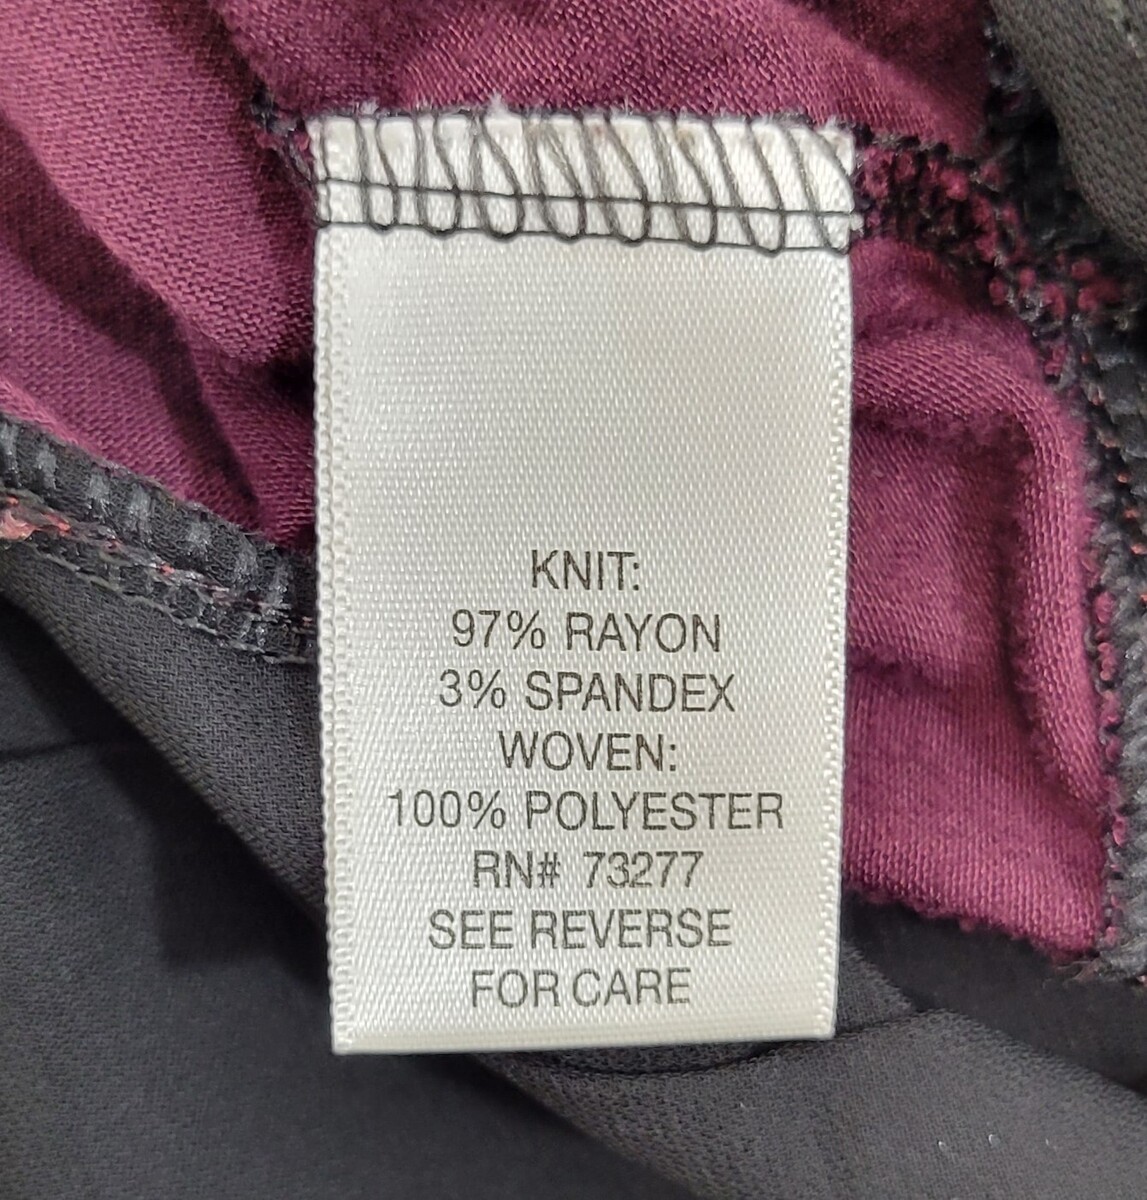 KNIT:
97% RAYON
3% SPANDEX
WOVEN:
100% POLYESTER
RN# 73277
SEE REVERSE
FOR CARE